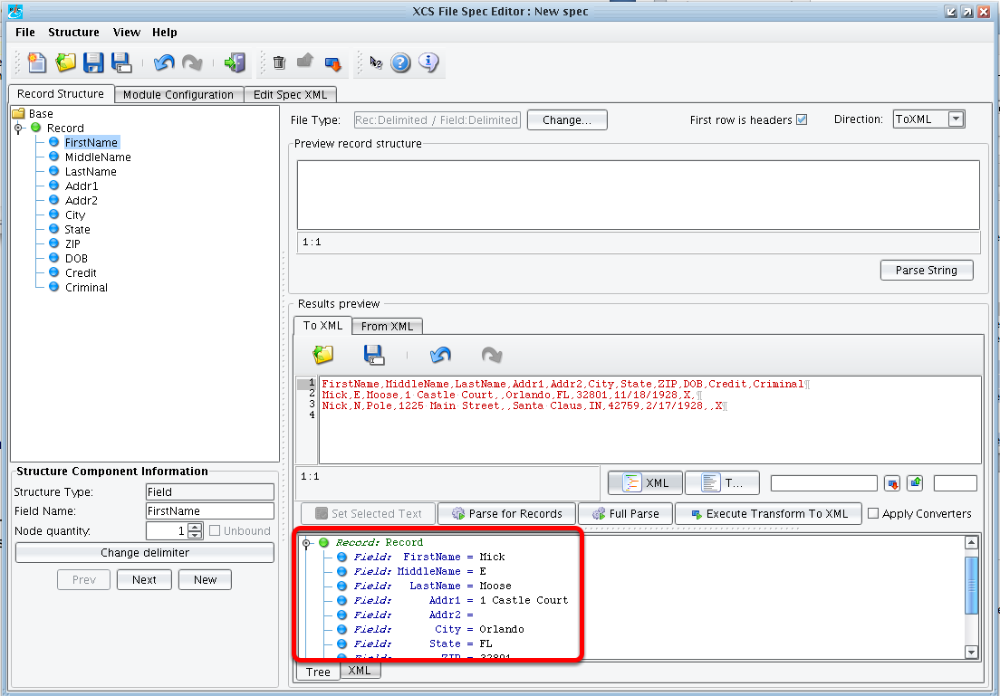 XCS File Spec Editor : New spec
File Structure View Help
Record Structure Module Configuration Edit Spec XML
Base
Record
FirstName
MiddleName
LastName
Addr1
Addr2
City
State
ZIP
DOB
Credit
Criminal
Structure Component Information
Structure Type: Field
Field Name: FirstName
Node quantity: 1 Unbound
Change delimiter
Prev Next New
File Type: Rec:Delimited / Field:Delimited Change... First row is headers Direction: ToXML
Preview record structure
1:1
Parse String
Results preview
To XML From XML
1 FirstName,MiddleName,LastName,Addr1,Addr2,City,State,ZIP,DOB,Credit,Criminal¶
2 Mick,E,Moose,1 Castle Court,,Orlando,FL,32801,11/18/1928,X,¶
3 Nick,N,Pole,1225 Main Street,,Santa Claus,IN,42759,2/17/1928,,X¶
4
1:1 XML T...
Set Selected Text Parse for Records Full Parse Execute Transform To XML Apply Converters
Record: Record
Field: FirstName = Mick
Field: MiddleName = E
Field: LastName = Moose
Field: Addr1 = 1 Castle Court
Field: Addr2 =
Field: City = Orlando
Field: State = FL
Field: ZIP = 32801
Tree XML